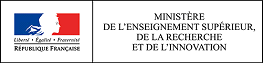 Liberté • Égalité • Fraternité
RÉPUBLIQUE FRANÇAISE
MINISTÈRE
DE L'ENSEIGNEMENT SUPÉRIEUR,
DE LA RECHERCHE
ET DE L'INNOVATION